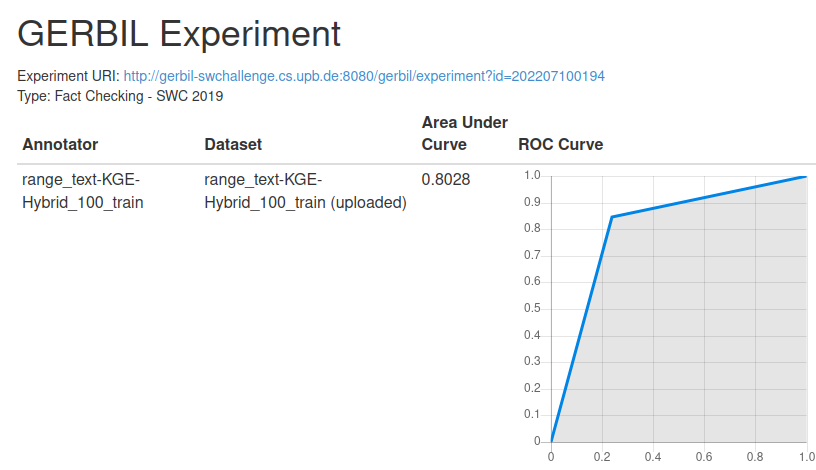 GERBIL Experiment
Experiment URI: http://gerbil-swchallenge.cs.upb.de:8080/gerbil/experiment?id=202207100194
Type: Fact Checking - SWC 2019
Annotator Dataset Area Under Curve ROC Curve
range_text-KGE-
Hybrid_100_train
range_text-KGE-
Hybrid_100_train (uploaded)
0.8028
1.0
0.9
0.8
0.7
0.6
0.5
0.4
0.3
0.2
0.1
0
0 0.2 0.4 0.6 0.8 1.0